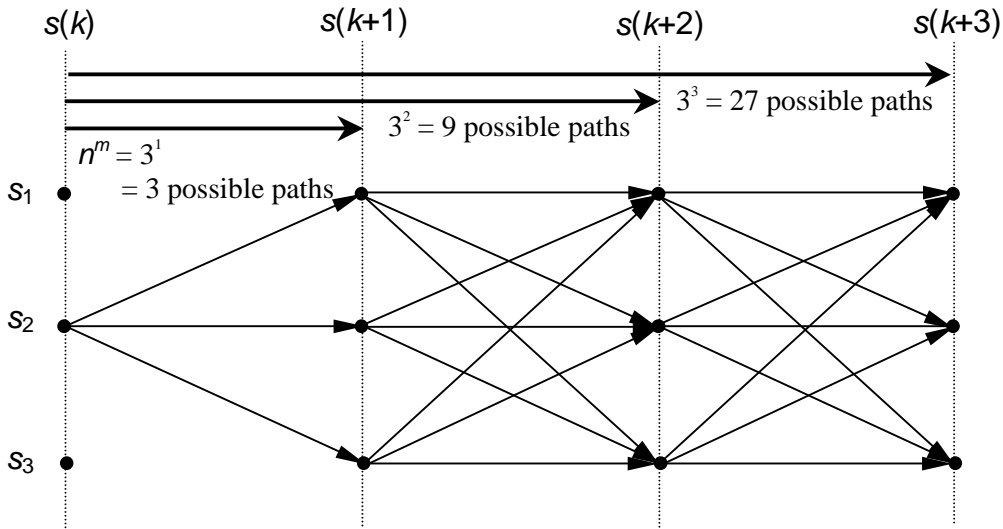 s(k) s(k+1) s(k+2) s(k+3)
3³ = 27 possible paths
3² = 9 possible paths
nᵐ = 3¹
= 3 possible paths
s₁
s₂
s₃